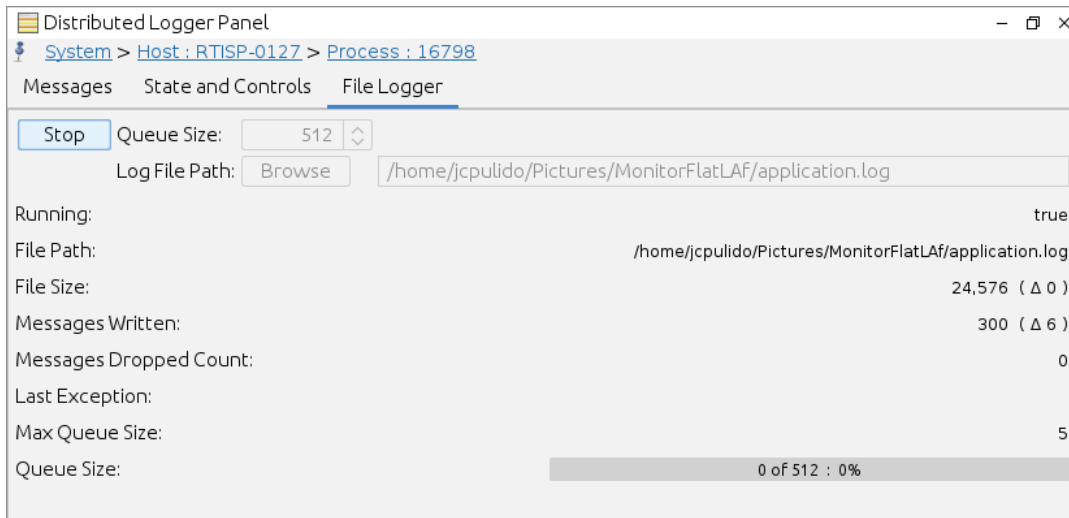 Distributed Logger Panel
System > Host : RTISP-0127 > Process : 16798
Messages State and Controls File Logger
Stop Queue Size: 512
Log File Path: Browse /home/jcpulido/Pictures/MonitorFlatLAf/application.log
Running: true
File Path: /home/jcpulido/Pictures/MonitorFlatLAf/application.log
File Size: 24,576 ( Δ 0 )
Messages Written: 300 ( Δ 6 )
Messages Dropped Count: 0
Last Exception:
Max Queue Size: 5
Queue Size: 0 of 512 : 0%